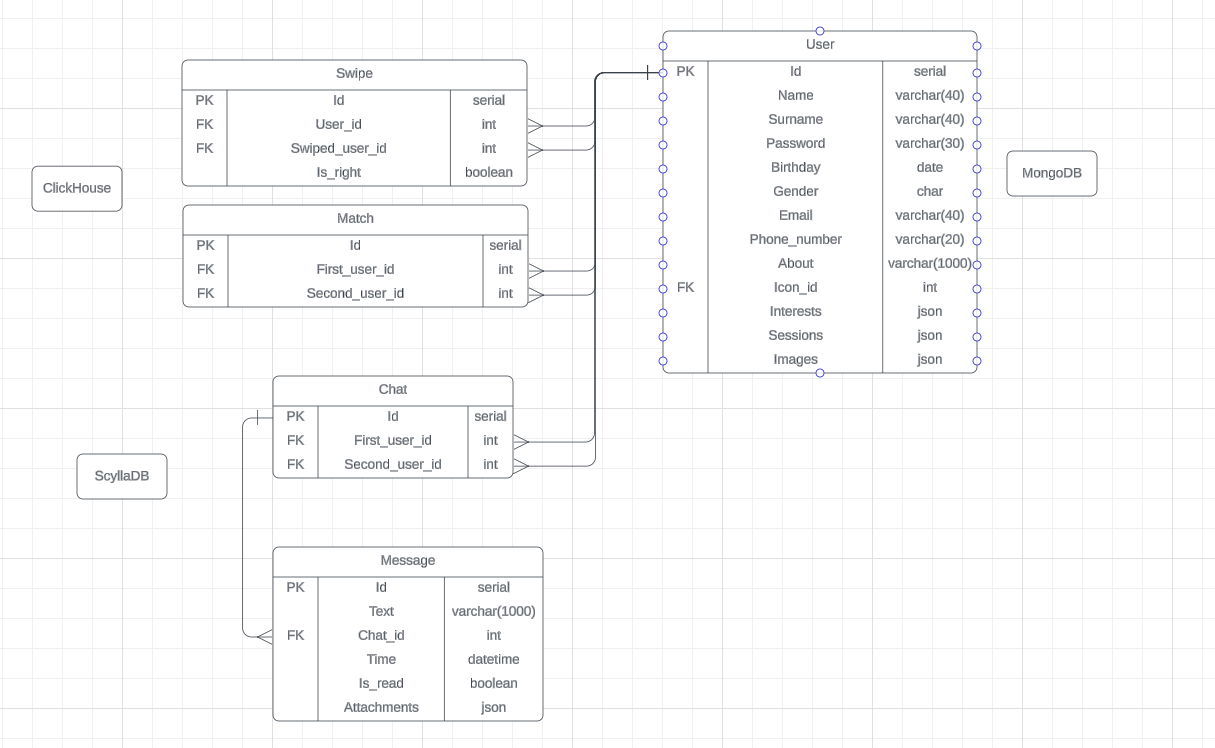 Swipe
PK Id serial
FK User_id int
FK Swiped_user_id int
Is_right boolean
ClickHouse
Match
PK Id serial
FK First_user_id int
FK Second_user_id int
User
PK Id serial
Name varchar(40)
Surname varchar(40)
Password varchar(30)
Birthday date
Gender char
Email varchar(40)
Phone_number varchar(20)
About varchar(1000)
FK Icon_id int
Interests json
Sessions json
Images json
MongoDB
Chat
PK Id serial
FK First_user_id int
FK Second_user_id int
ScyllaDB
Message
PK Id serial
Text varchar(1000)
FK Chat_id int
Time datetime
Is_read boolean
Attachments json